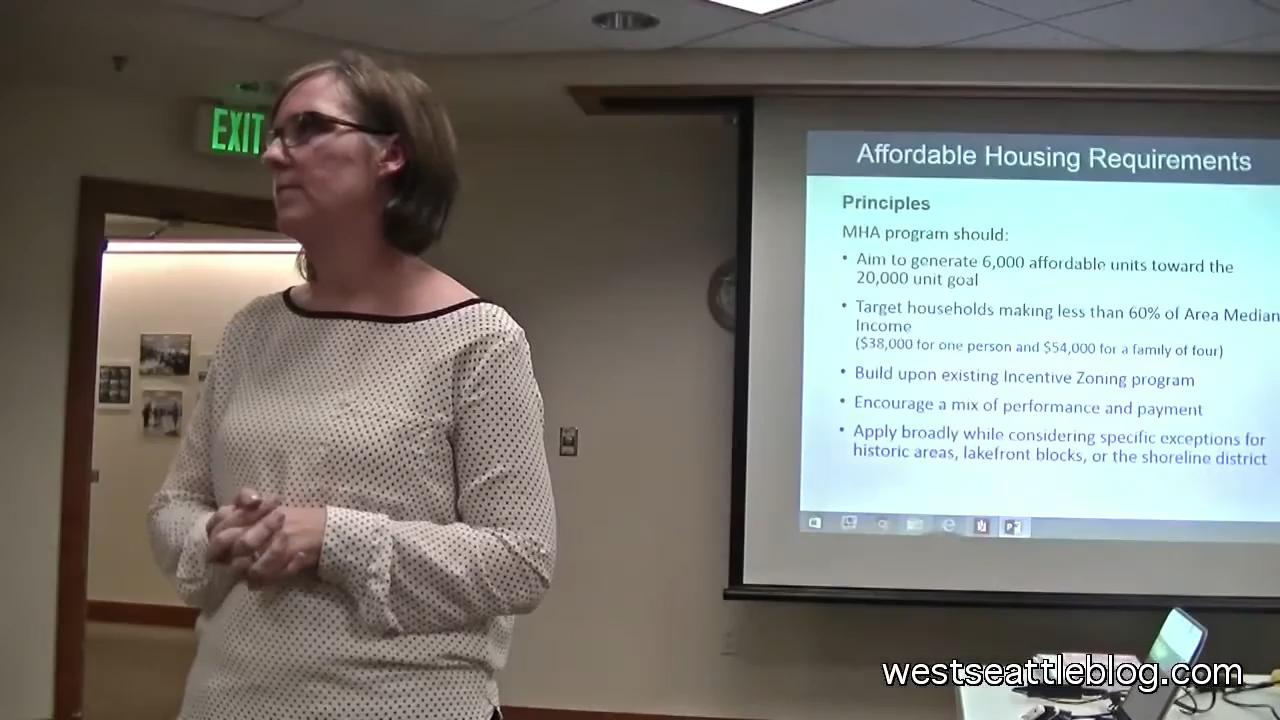 EXIT
Affordable Housing Requirements
Principles
MHA program should:
• Aim to generate 6,000 affordable units toward the
20,000 unit goal
• Target households making less than 60% of Area Median
Income
($38,000 for one person and $54,000 for a family of four)
• Build upon existing Incentive Zoning program
• Encourage a mix of performance and payment
• Apply broadly while considering specific exceptions for
historic areas, lakefront blocks, or the shoreline district
westseattleblog.com